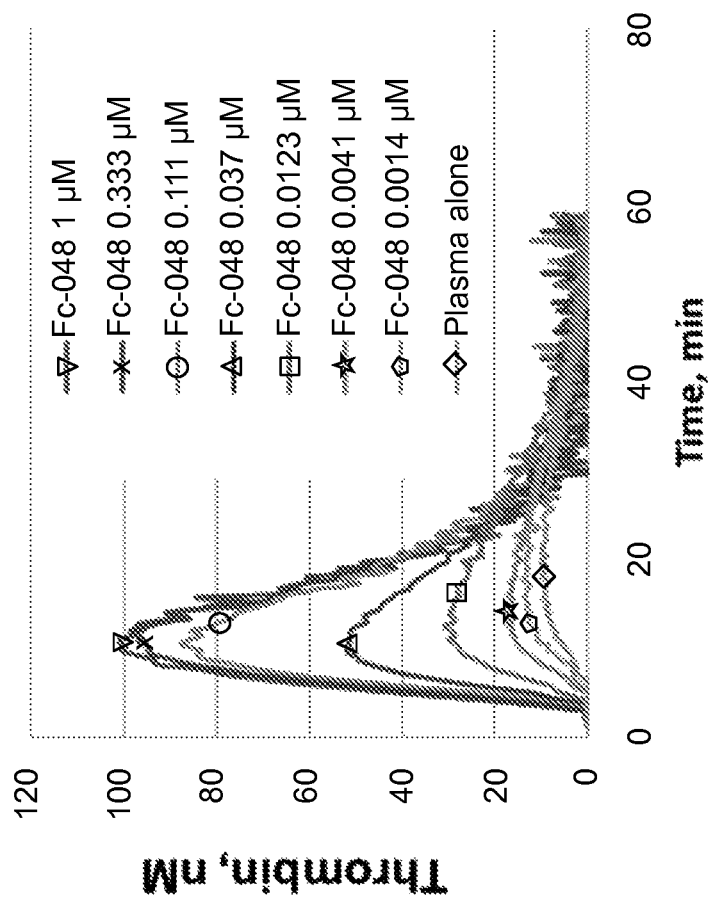 Thrombin, nM
120
100
80
60
40
20
0
Fc-048 1 μM
Fc-048 0.333 μM
Fc-048 0.111 μM
Fc-048 0.037 μM
Fc-048 0.0123 μM
Fc-048 0.0041 μM
Fc-048 0.0014 μM
Plasma alone
0
20
40
60
80
Time, min